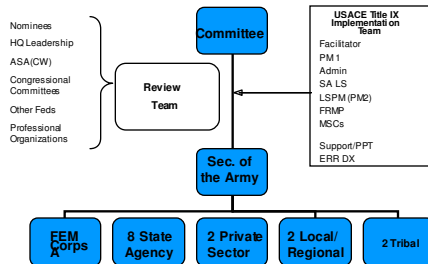 Nominees
HQ Leadership
ASA(CW)
Congressional
Committees
Other Feds
Professional
Organizations
Review
Team
Committee
USACE Title IX
Implementation
Team
Facilitator
PM 1
Admin
SA LS
LSPM (PM2)
FRMP
MSCs
Support/PPT
ERR DX
Sec. of
the Army
FEM
A
Corps
8 State
Agency
2 Private
Sector
2 Local/
Regional
2 Tribal